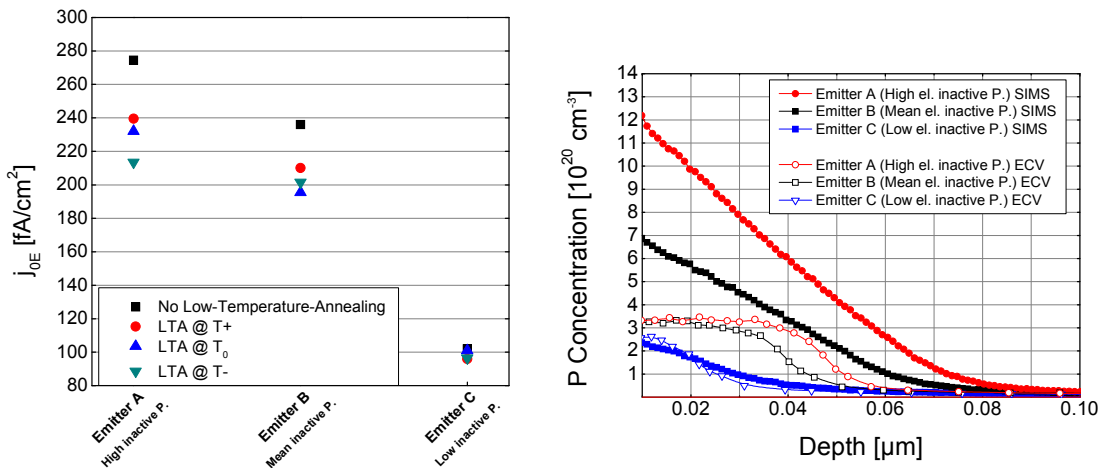 300
280
260
240
220
200
180
160
140
120
100
80
j0E [fA/cm²]
No Low-Temperature-Annealing
LTA @ T+
LTA @ T0
LTA @ T-
Emitter A
High inactive P.
Emitter B
Mean inactive P.
Emitter C
Low inactive P.
14
13
12
11
10
9
8
7
6
5
4
3
2
1
P Concentration [10²⁰ cm⁻³]
Emitter A (High el. inactive P.) SIMS
Emitter B (Mean el. inactive P.) SIMS
Emitter C (Low el. inactive P.) SIMS
Emitter A (High el. inactive P.) ECV
Emitter B (Mean el. inactive P.) ECV
Emitter C (Low el. inactive P.) ECV
0.02 0.04 0.06 0.08 0.10
Depth [µm]